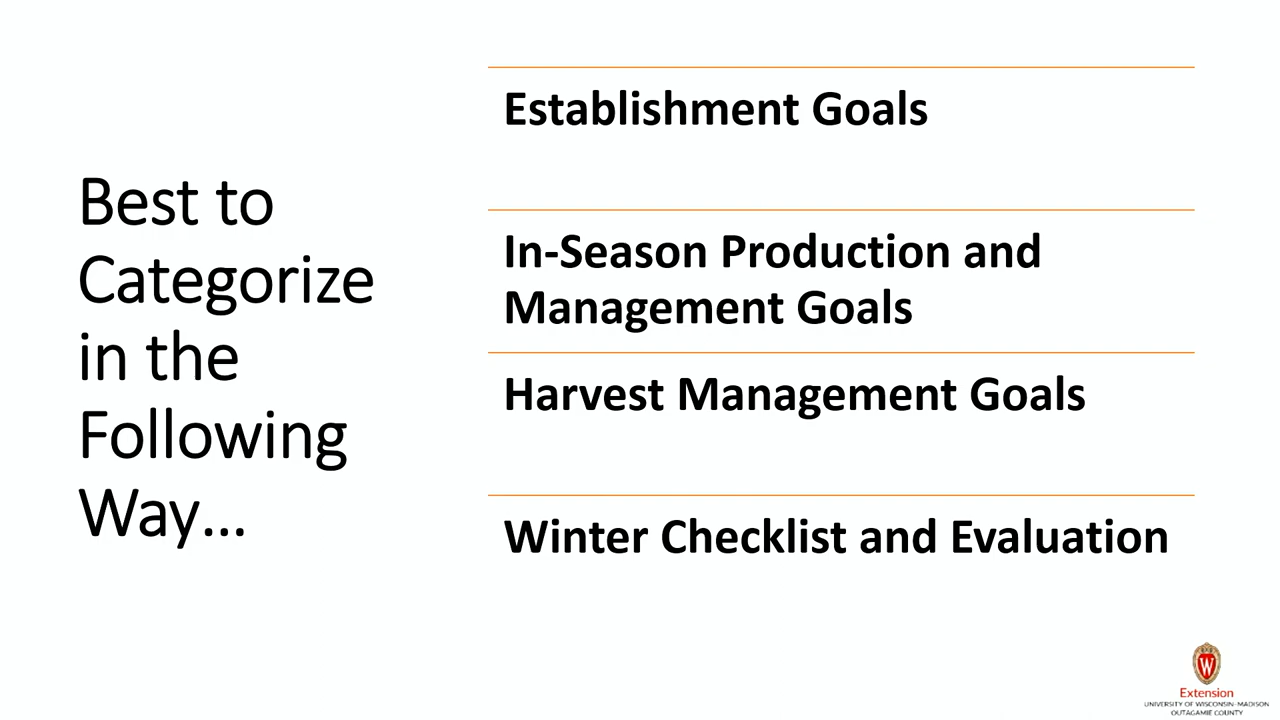 Best to
Categorize
in the
Following
Way...
Establishment Goals
In-Season Production and
Management Goals
Harvest Management Goals
Winter Checklist and Evaluation
W
Extension
UNIVERSITY OF WISCONSIN-MADISON
OUTAGAMIE COUNTY